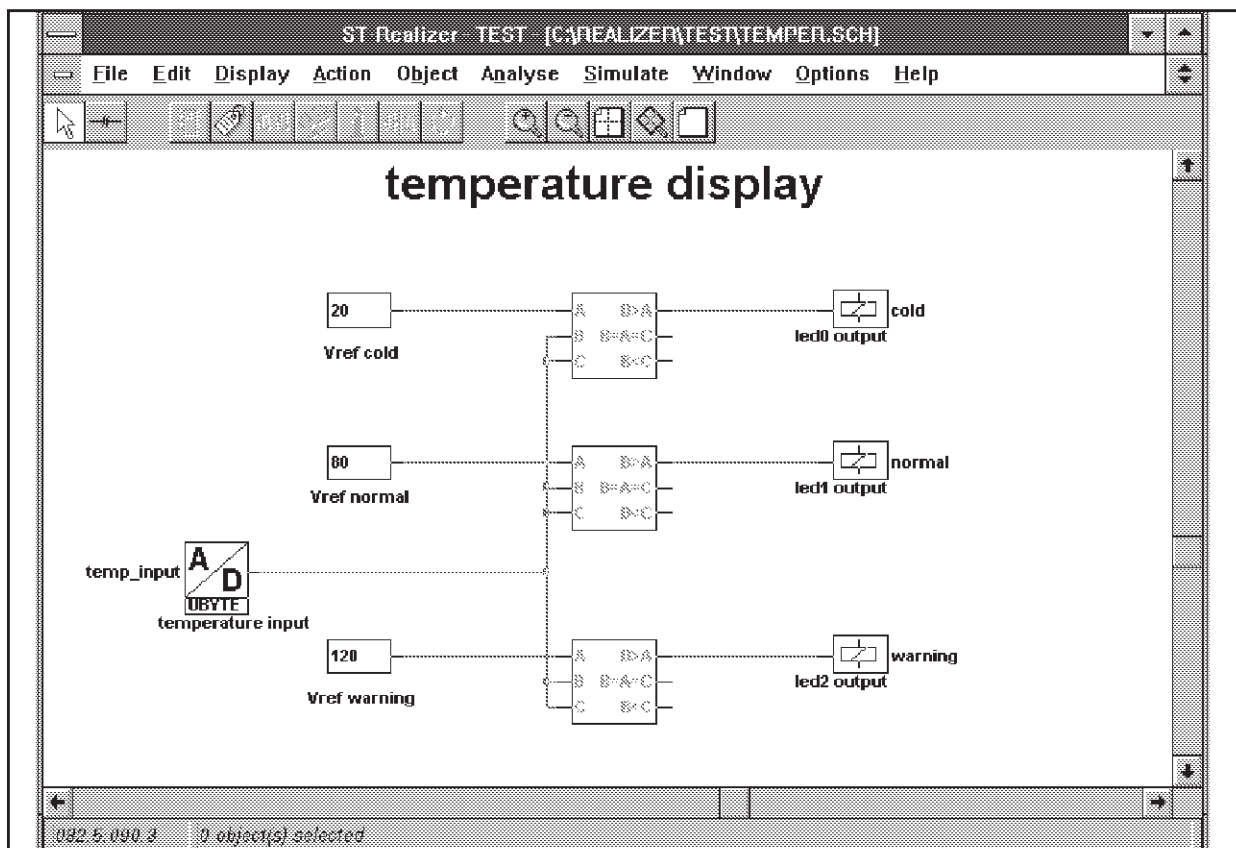 ST Realizer - TEST - [C:\REALIZER\TEST\TEMPER.SCH]
File Edit Display Action Object Analyse Simulate Window Options Help
temperature display
20
Vref cold
A B>A
B B=A=C
C B<C
cold
led0 output
80
Vref normal
A B>A
B B=A=C
C B<C
normal
led1 output
temp_input
A
D
UBYTE
temperature input
120
Vref warning
A B>A
B B=A=C
C B<C
warning
led2 output
0 object(s) selected